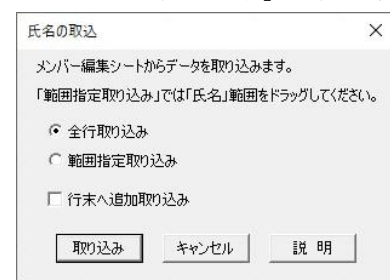 氏名の取込
メンバー編集シートからデータを取り込みます。
「範囲指定取り込み」では「氏名」範囲をドラッグしてください。
全行取り込み
範囲指定取り込み
行末へ追加取り込み
取り込み キャンセル 説 明